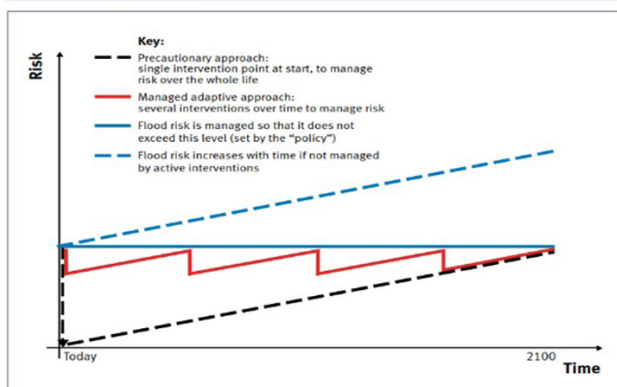 Key:
Precautionary approach:
single intervention point at start, to manage
risk over the whole life
Managed adaptive approach:
several interventions over time to manage risk
Flood risk is managed so that it does not
exceed this level (set by the “policy”)
Flood risk increases with time if not managed
by active interventions
Risk
Today
2100
Time